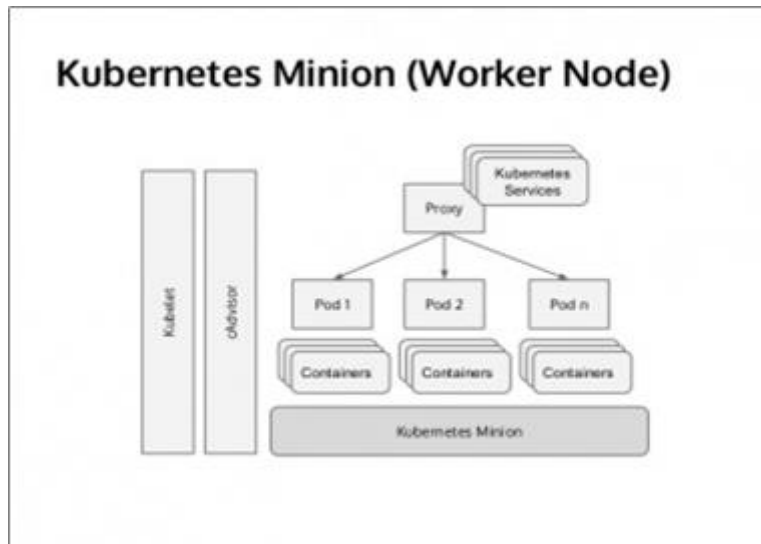 Kubernetes Minion (Worker Node)
Kubernetes
Services
Proxy
Kubelet
cAdvisor
Pod 1
Pod 2
Pod n
Containers
Containers
Containers
Kubernetes Minion